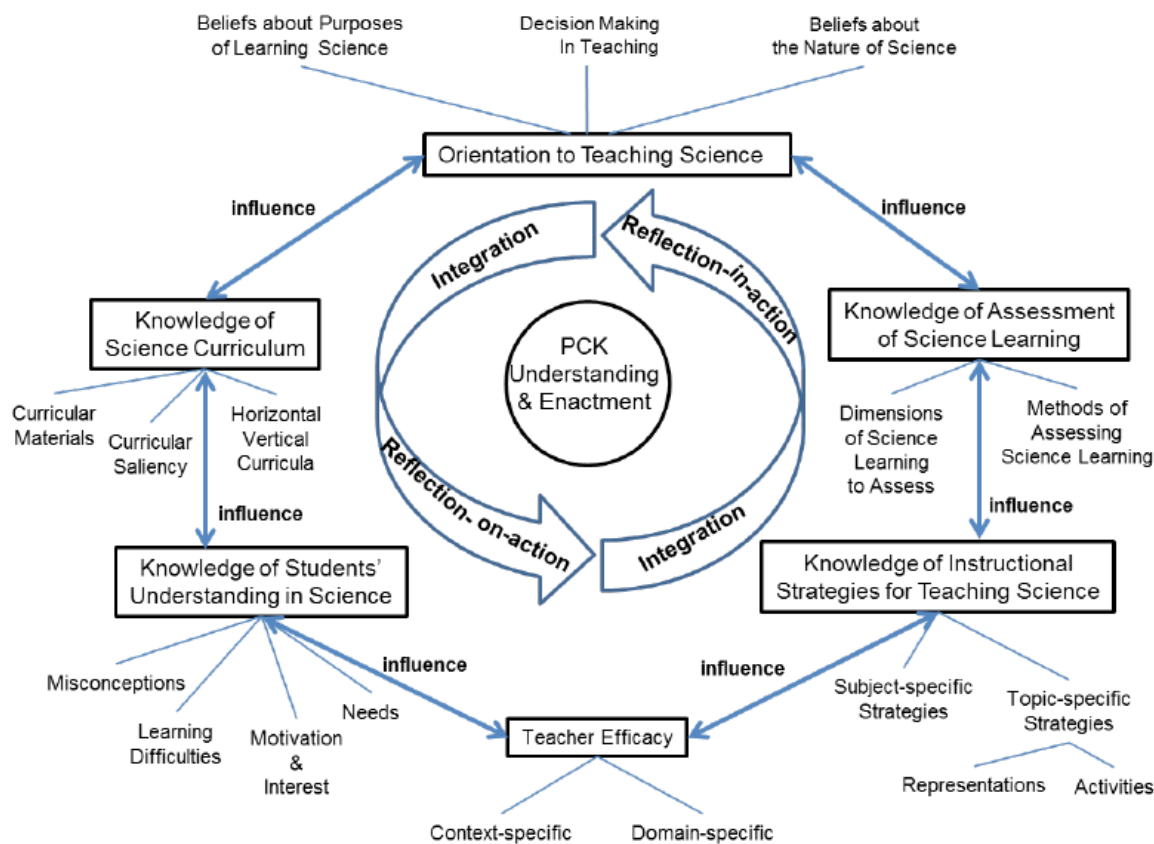 Beliefs about Purposes
of Learning Science
Decision Making
In Teaching
Beliefs about
the Nature of Science
Orientation to Teaching Science
influence
influence
Integration
Reflection-in-action
Knowledge of
Science Curriculum
PCK
Understanding
& Enactment
Knowledge of Assessment
of Science Learning
Curricular
Materials
Curricular
Saliency
Horizontal
Vertical
Curricula
Dimensions
of Science
Learning
to Assess
Methods of
Assessing
Science Learning
influence
Reflection- on-action
Integration
influence
Knowledge of Students'
Understanding in Science
Knowledge of Instructional
Strategies for Teaching Science
influence
influence
Misconceptions
Learning
Difficulties
Motivation
&
Interest
Needs
Teacher Efficacy
Subject-specific
Strategies
Topic-specific
Strategies
Representations
Activities
Context-specific
Domain-specific